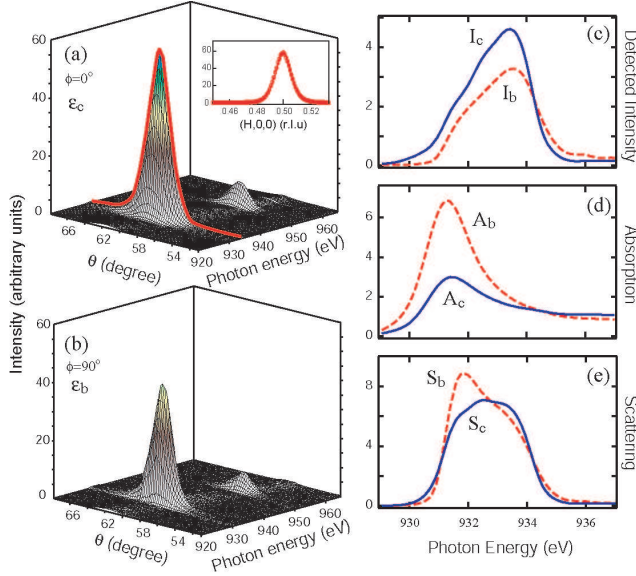 (a)
ϕ=0°
εc
60
40
20
0
0.46 0.48 0.50 0.52
(H,0,0) (r.l.u)
60
40
20
0
66 62 58 54
θ (degree)
920 930 940 950 960
Photon energy (eV)
Intensity (arbitrary units)
(b)
ϕ=90°
εb
60
40
20
0
66 62 58 54
θ (degree)
920 930 940 950 960
Photon energy (eV)
(c)
Ic
Ib
4
2
0
Detected Intensity
(d)
Ab
Ac
6
4
2
0
Absorption
(e)
Sb
Sc
8
4
0
Scattering
930 932 934 936
Photon Energy (eV)